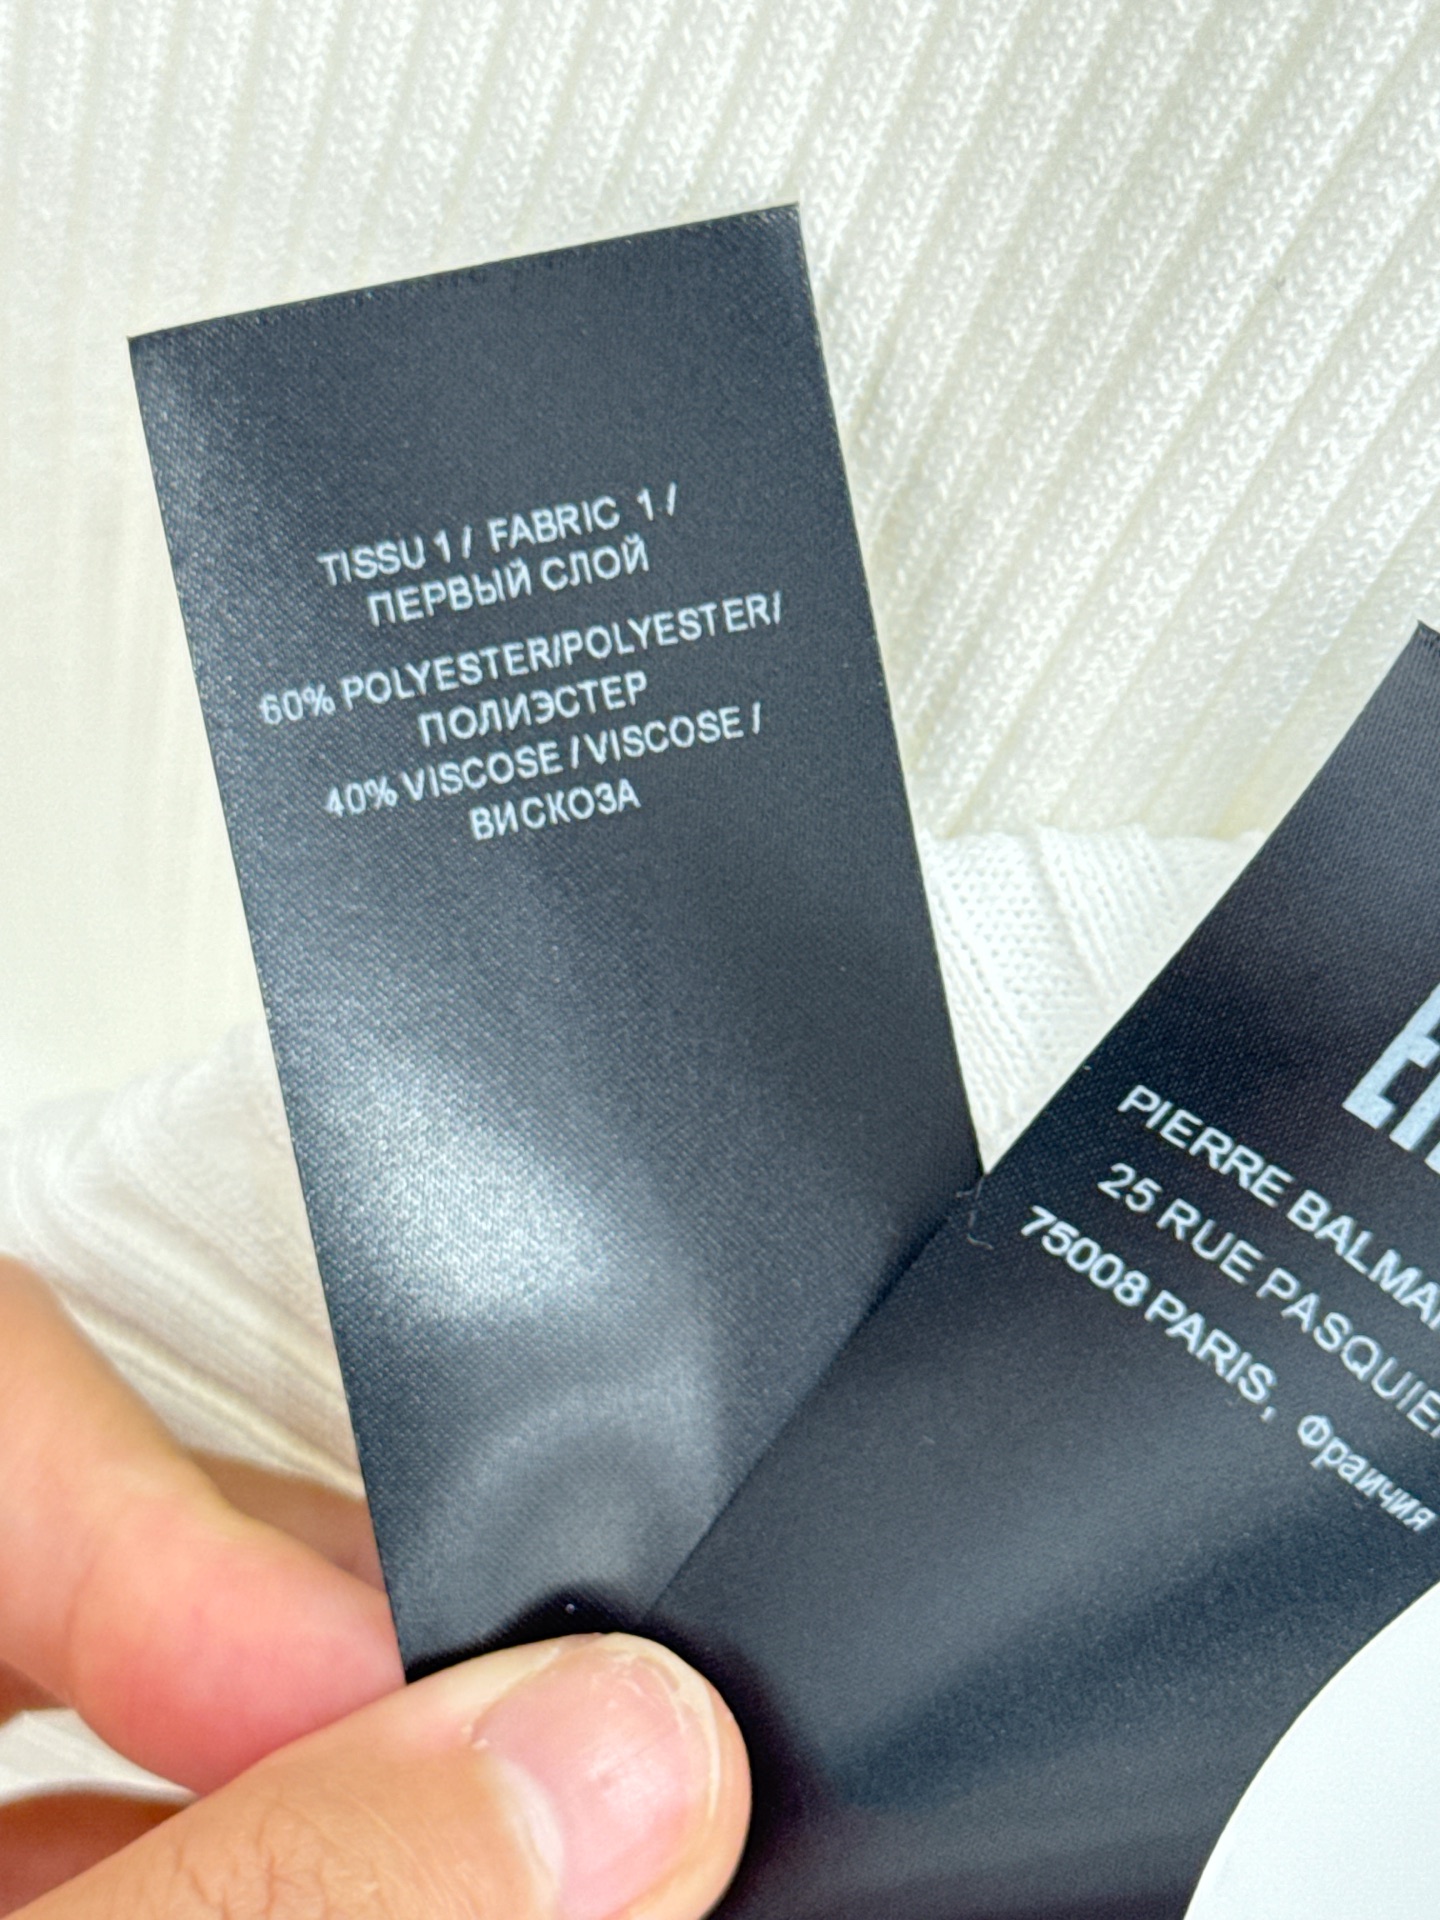 TISSU 1 / FABRIC 1 /
ПЕРВЫЙ СЛОЙ
60% POLYESTER/POLYESTER/
ПОЛИЭСТЕР
40% VISCOSE / VISCOSE /
ВИСКОЗА
PIERRE BALMA
25 RUE PASQUIE
75008 PARIS, Франчия